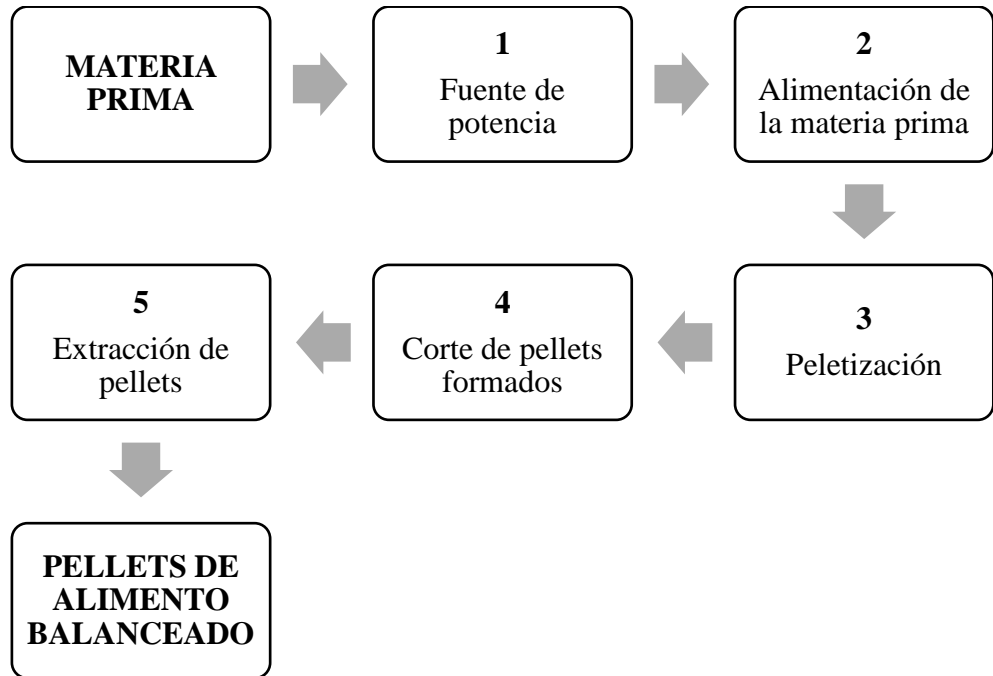 MATERIA
PRIMA
1
Fuente de
potencia
2
Alimentación de
la materia prima
3
Peletización
4
Corte de pellets
formados
5
Extracción de
pellets
PELLETS DE
ALIMENTO
BALANCEADO